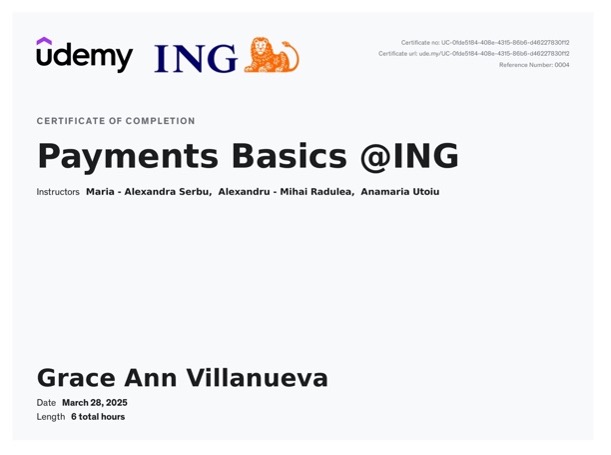 udemy
ING
Certificate no: UC-0fde5184-408e-4315-86b6-d46227830f12
Certificate url: ude.my/UC-0fde5184-408e-4315-86b6-d46227830f12
Reference Number: 0004
CERTIFICATE OF COMPLETION
Payments Basics @ING
Instructors Maria - Alexandra Serbu, Alexandru - Mihai Radulea, Anamaria Utoiu
Grace Ann Villanueva
Date March 28, 2025
Length 6 total hours